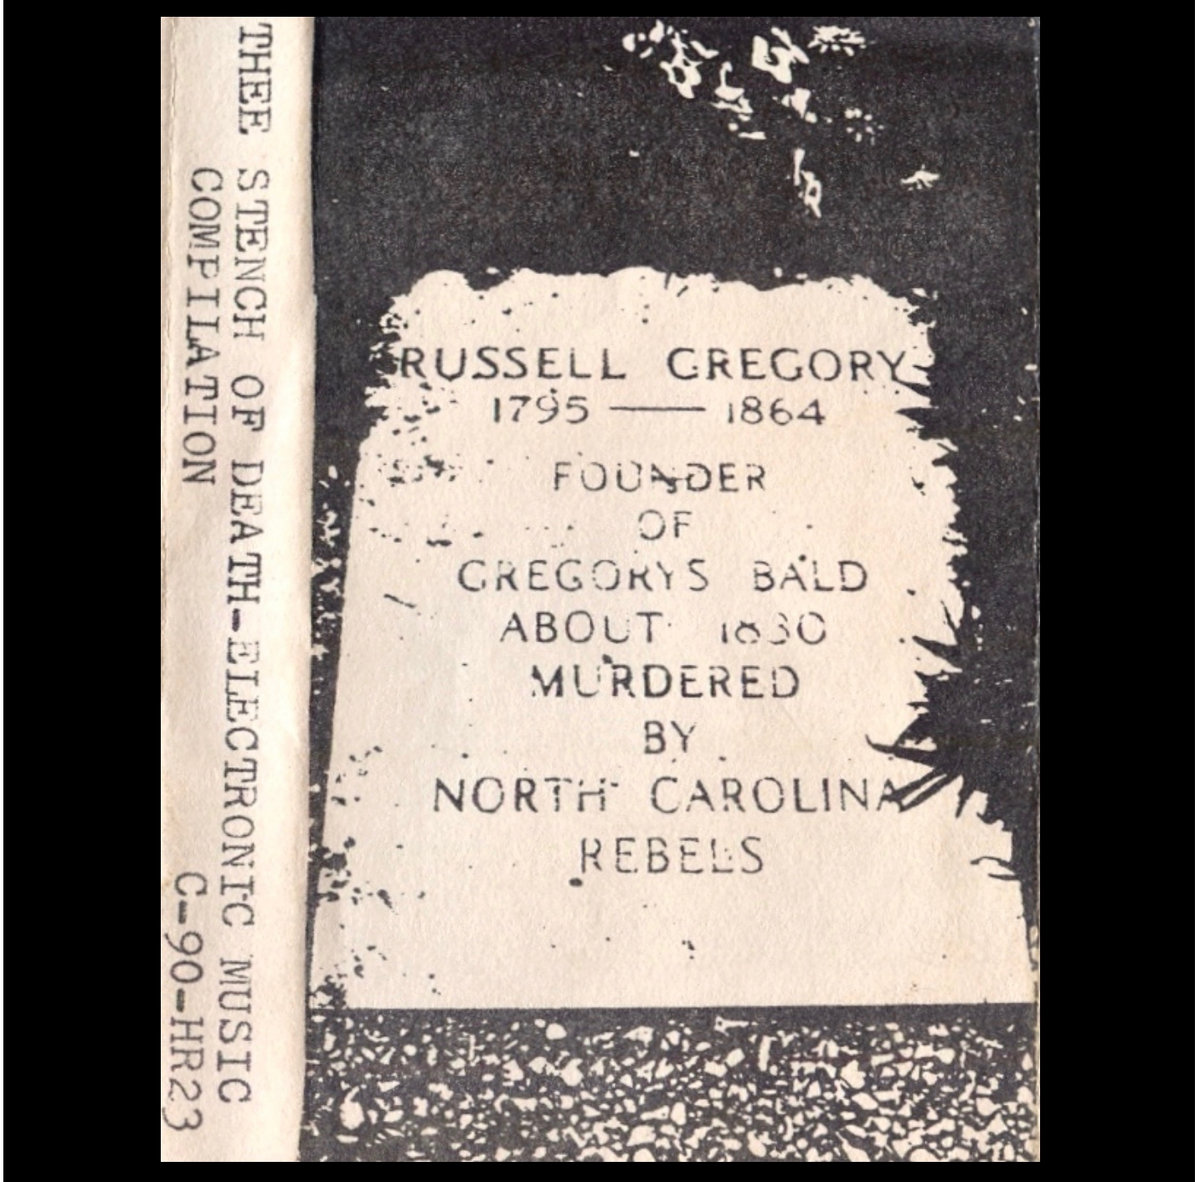 THEE STENCH OF DEATH-ELECTRONIC MUSIC
COMPILATION C-90-HR23
RUSSELL GREGORY
1795 — 1864
FOUNDER
OF
GREGORYS BALD
ABOUT 1830
MURDERED
BY
NORTH CAROLINA
REBELS